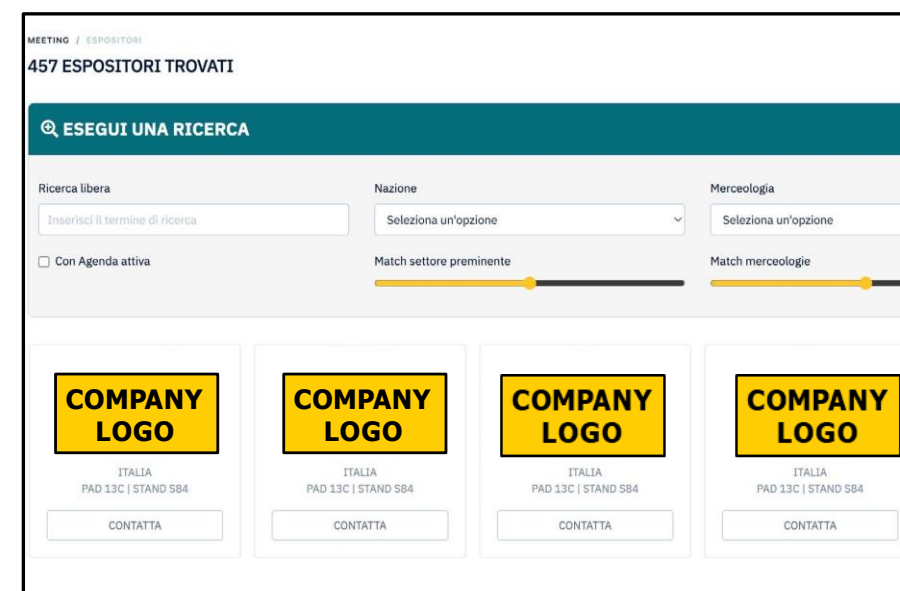 MEETING / ESPOSITORI
457 ESPOSITORI TROVATI
ESEGUI UNA RICERCA
Ricerca libera
Nazione
Merceologia
Inserisci il termine di ricerca
Seleziona un'opzione
Seleziona un'opzione
Con Agenda attiva
Match settore preminente
Match merceologie
COMPANY
LOGO
ITALIA
PAD 13C | STAND S84
CONTATTA
COMPANY
LOGO
ITALIA
PAD 13C | STAND S84
CONTATTA
COMPANY
LOGO
ITALIA
PAD 13C | STAND S84
CONTATTA
COMPANY
LOGO
ITALIA
PAD 13C | STAND S84
CONTATTA